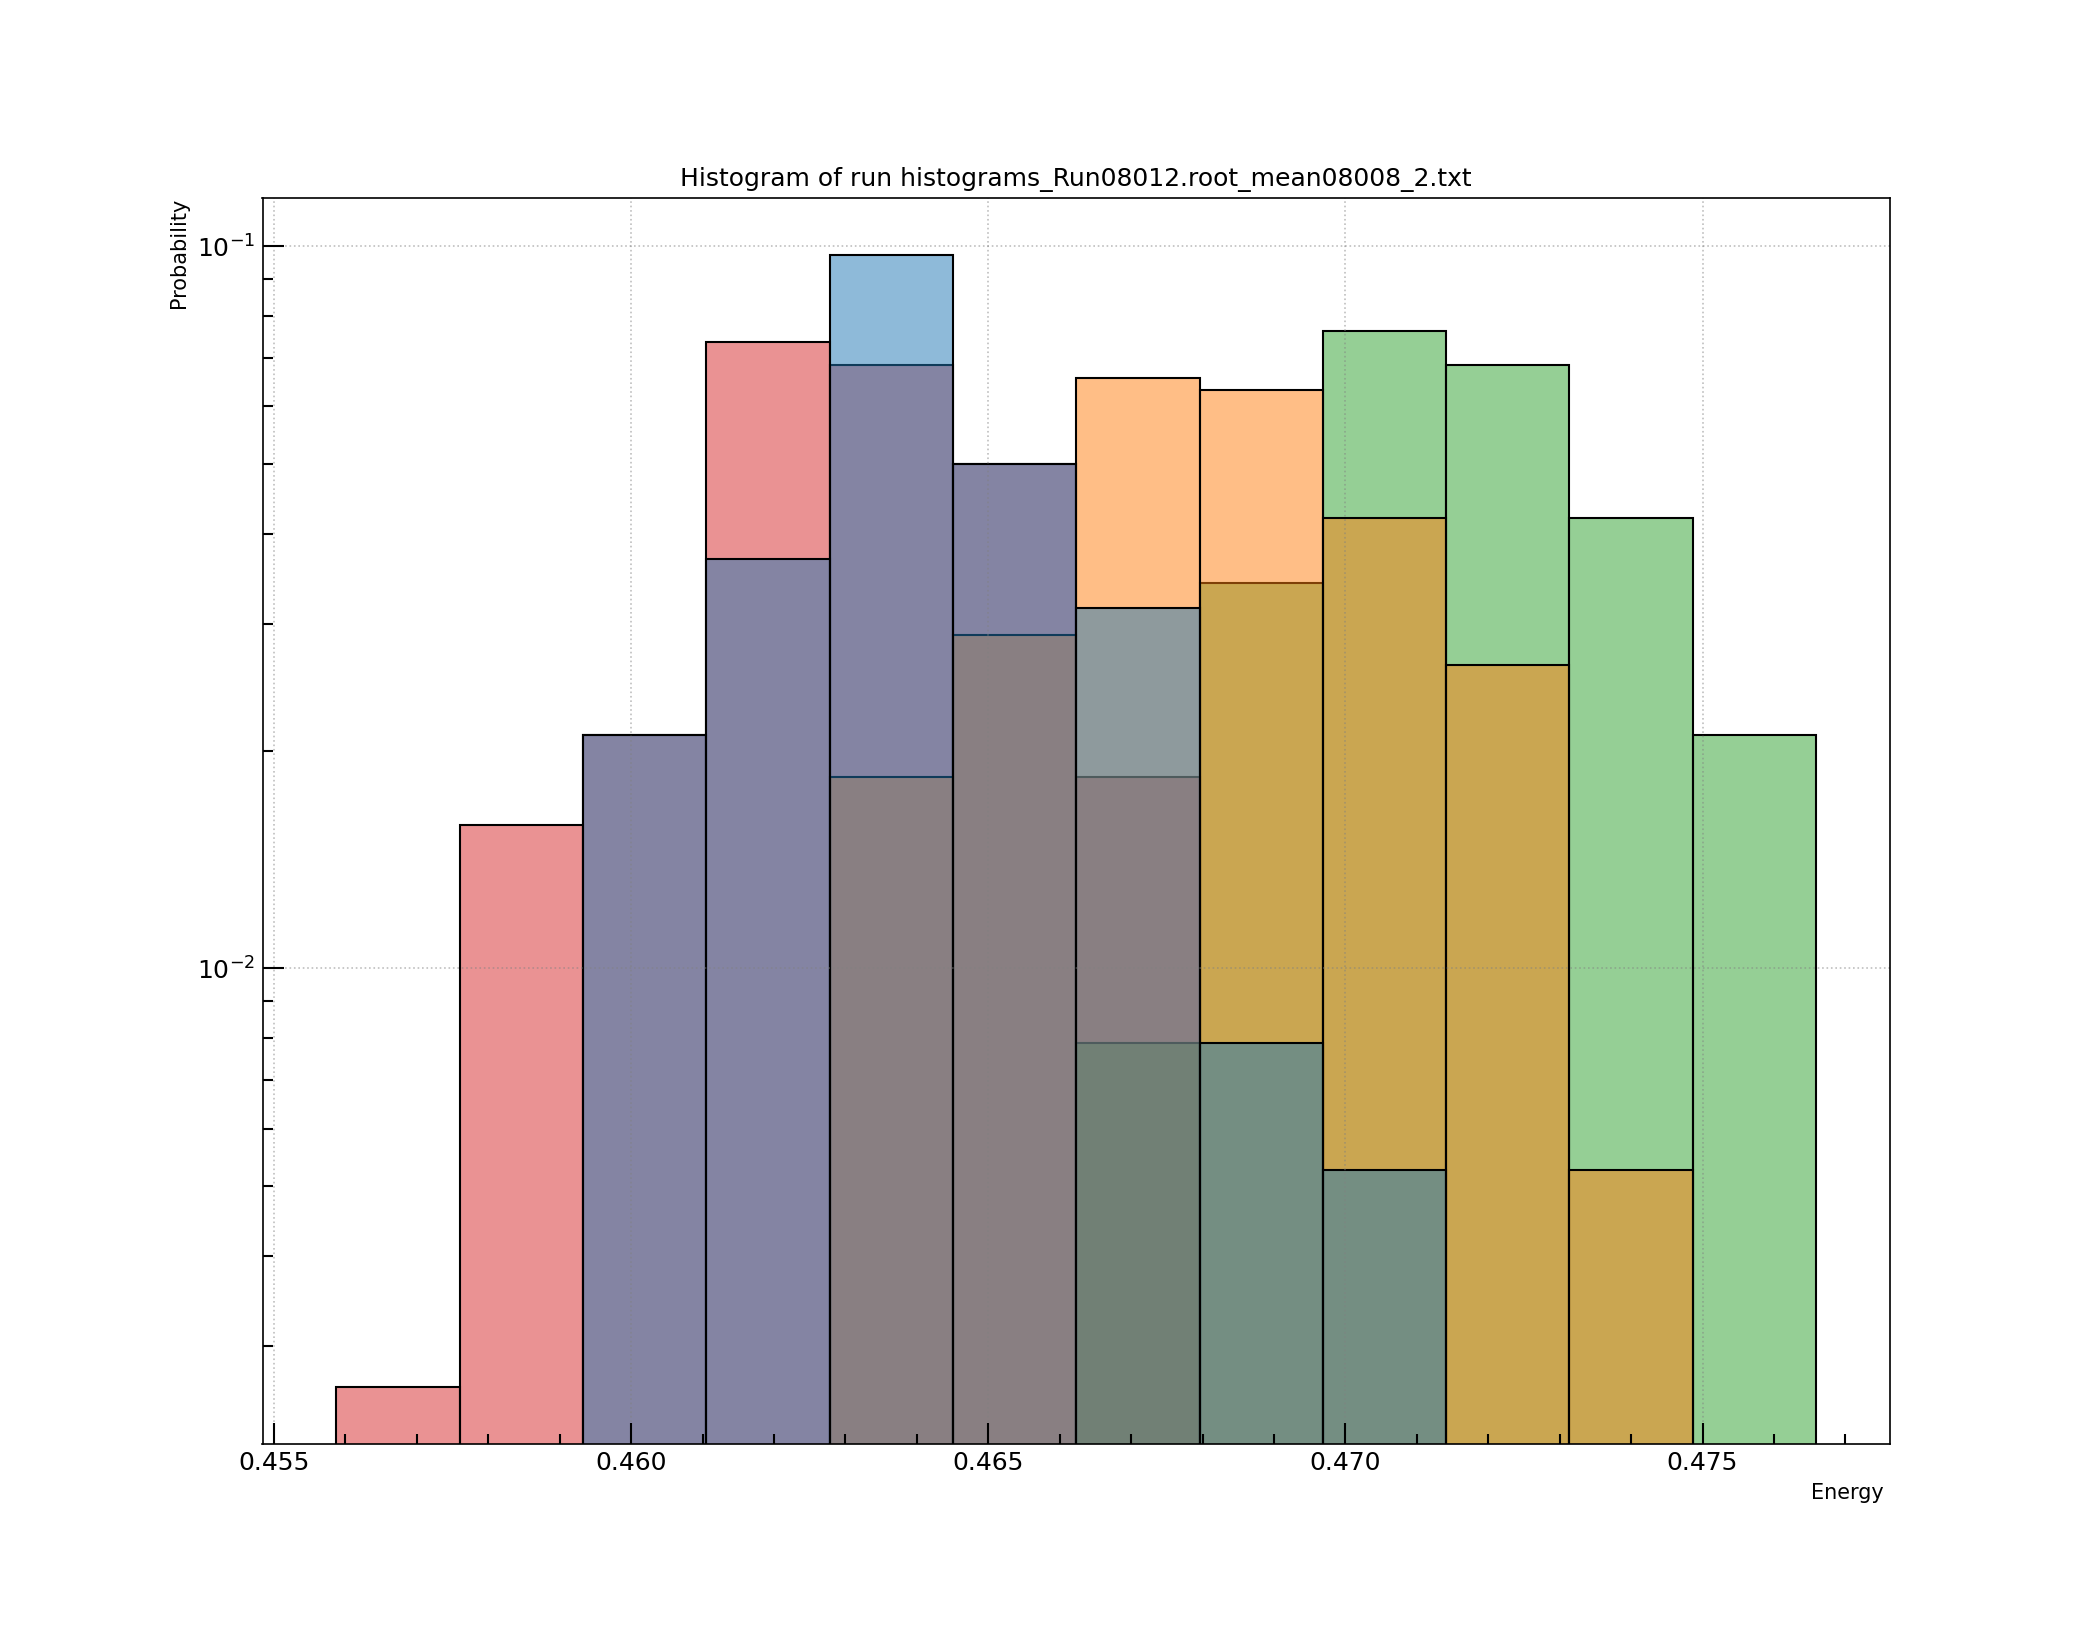 Histogram of run histograms_Run08012.root_mean08008_2.txt
Probability
10⁻¹
10⁻²
0.455 0.460 0.465 0.470 0.475
Energy